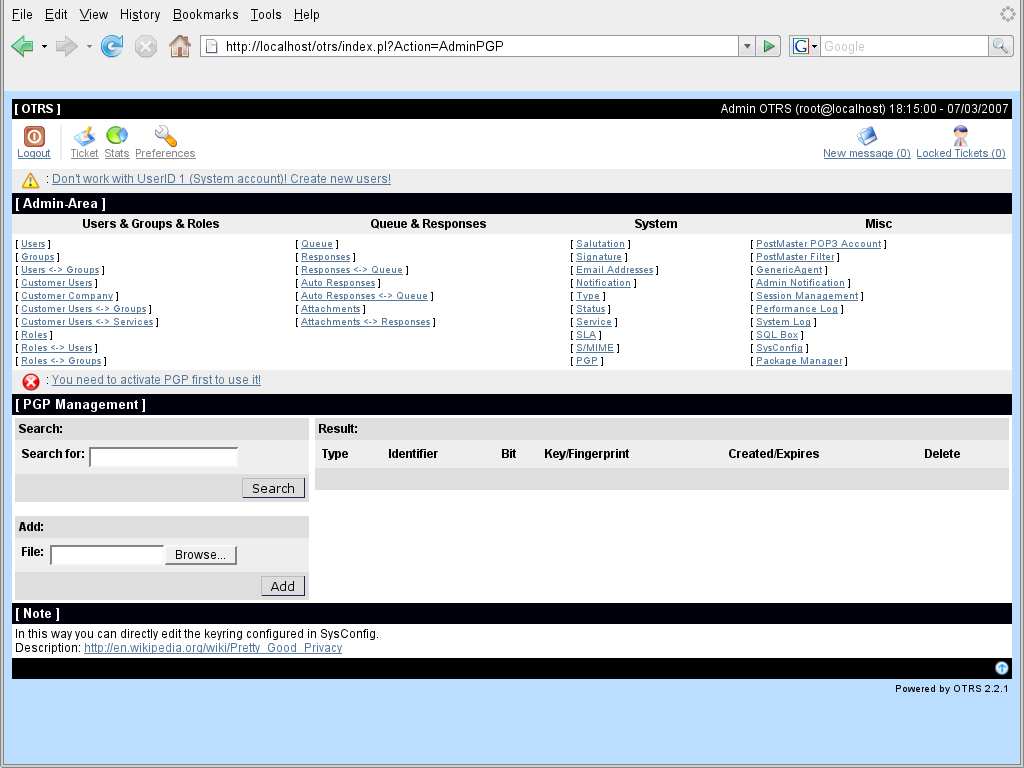 File Edit View History Bookmarks Tools Help
http://localhost/otrs/index.pl?Action=AdminPGP
G Google
[ OTRS ] Admin OTRS (root@localhost) 18:15:00 - 07/03/2007
Logout Ticket Stats Preferences New message (0) Locked Tickets (0)
: Don't work with UserID 1 (System account)! Create new users!
[ Admin-Area ]
Users & Groups & Roles Queue & Responses System Misc
[ Users ] [ Queue ] [ Salutation ] [ PostMaster POP3 Account ]
[ Groups ] [ Responses ] [ Signature ] [ PostMaster Filter ]
[ Users <-> Groups ] [ Responses <-> Queue ] [ Email Addresses ] [ GenericAgent ]
[ Customer Users ] [ Auto Responses ] [ Notification ] [ Admin Notification ]
[ Customer Company ] [ Auto Responses <-> Queue ] [ Type ] [ Session Management ]
[ Customer Users <-> Groups ] [ Attachments ] [ Status ] [ Performance Log ]
[ Customer Users <-> Services ] [ Attachments <-> Responses ] [ Service ] [ System Log ]
[ Roles ] [ SLA ] [ SQL Box ]
[ Roles <-> Users ] [ S/MIME ] [ SysConfig ]
[ Roles <-> Groups ] [ PGP ] [ Package Manager ]
: You need to activate PGP first to use it!
[ PGP Management ]
Search: Result:
Search for: Type Identifier Bit Key/Fingerprint Created/Expires Delete
Search
Add:
File: Browse...
Add
[ Note ]
In this way you can directly edit the keyring configured in SysConfig.
Description: http://en.wikipedia.org/wiki/Pretty_Good_Privacy
Powered by OTRS 2.2.1